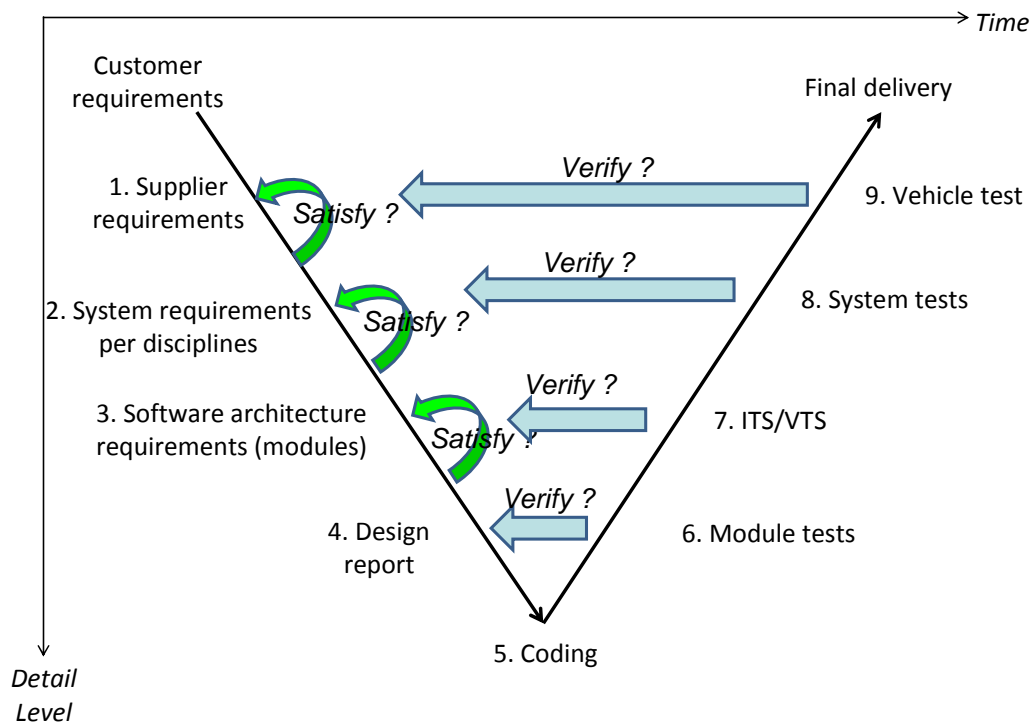 Time
Customer
requirements
Final delivery
Verify ?
1. Supplier
requirements
Satisfy ?
9. Vehicle test
Verify ?
2. System requirements
per disciplines
Satisfy ?
8. System tests
Verify ?
3. Software architecture
requirements (modules)
Satisfy ?
7. ITS/VTS
Verify ?
4. Design
report
6. Module tests
5. Coding
Detail
Level